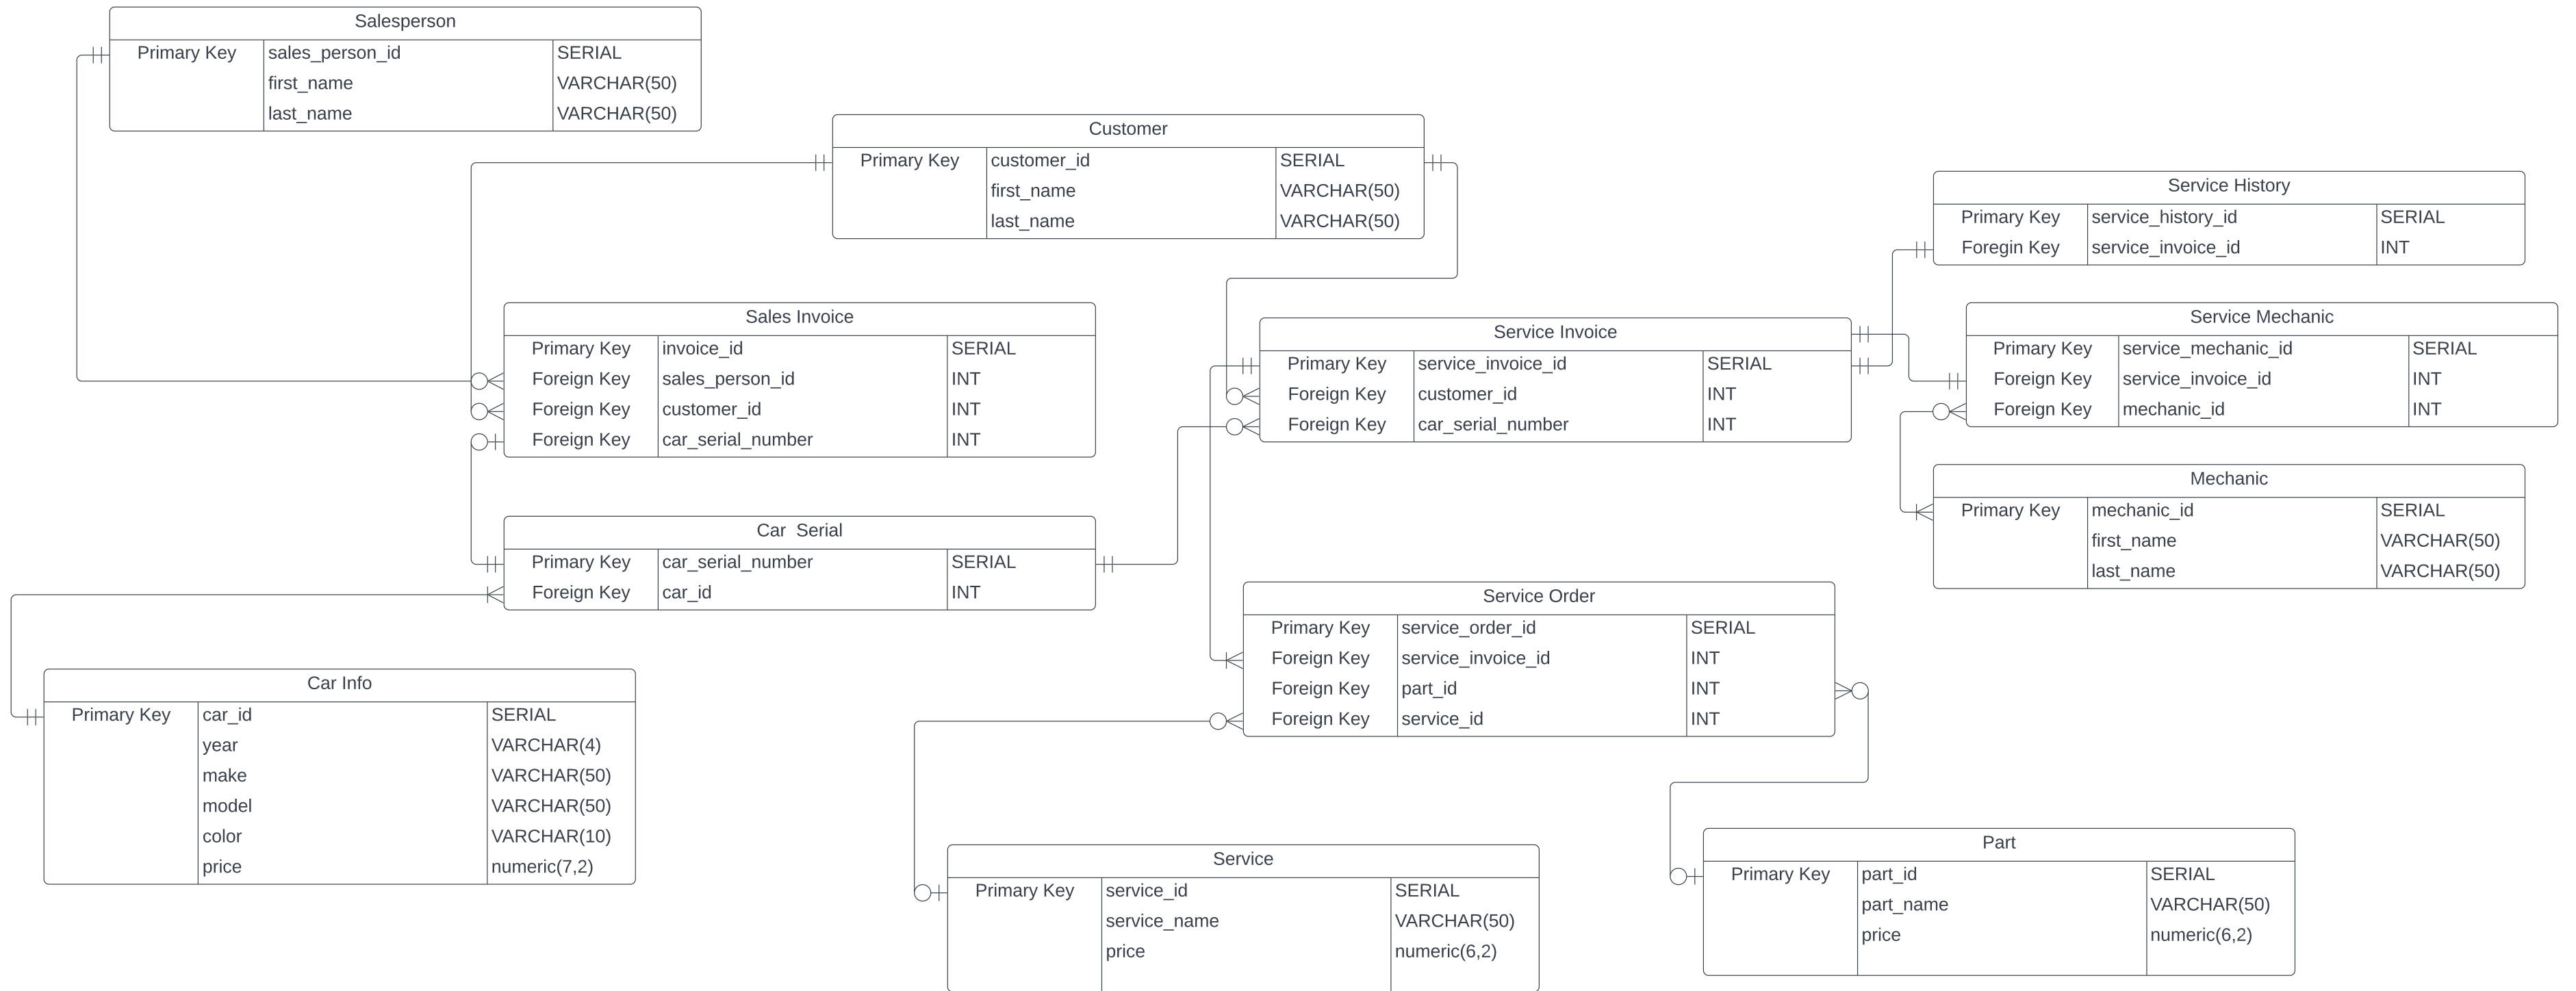 Salesperson
Primary Key sales_person_id SERIAL
first_name VARCHAR(50)
last_name VARCHAR(50)
Customer
Primary Key customer_id SERIAL
first_name VARCHAR(50)
last_name VARCHAR(50)
Service History
Primary Key service_history_id SERIAL
Foregin Key service_invoice_id INT
Sales Invoice
Primary Key invoice_id SERIAL
Foreign Key sales_person_id INT
Foreign Key customer_id INT
Foreign Key car_serial_number INT
Service Invoice
Primary Key service_invoice_id SERIAL
Foreign Key customer_id INT
Foreign Key car_serial_number INT
Service Mechanic
Primary Key service_mechanic_id SERIAL
Foreign Key service_invoice_id INT
Foreign Key mechanic_id INT
Mechanic
Primary Key mechanic_id SERIAL
first_name VARCHAR(50)
last_name VARCHAR(50)
Car  Serial
Primary Key car_serial_number SERIAL
Foreign Key car_id INT
Service Order
Primary Key service_order_id SERIAL
Foreign Key service_invoice_id INT
Foreign Key part_id INT
Foreign Key service_id INT
Car Info
Primary Key car_id SERIAL
year VARCHAR(4)
make VARCHAR(50)
model VARCHAR(50)
color VARCHAR(10)
price numeric(7,2)
Service
Primary Key service_id SERIAL
service_name VARCHAR(50)
price numeric(6,2)
Part
Primary Key part_id SERIAL
part_name VARCHAR(50)
price numeric(6,2)